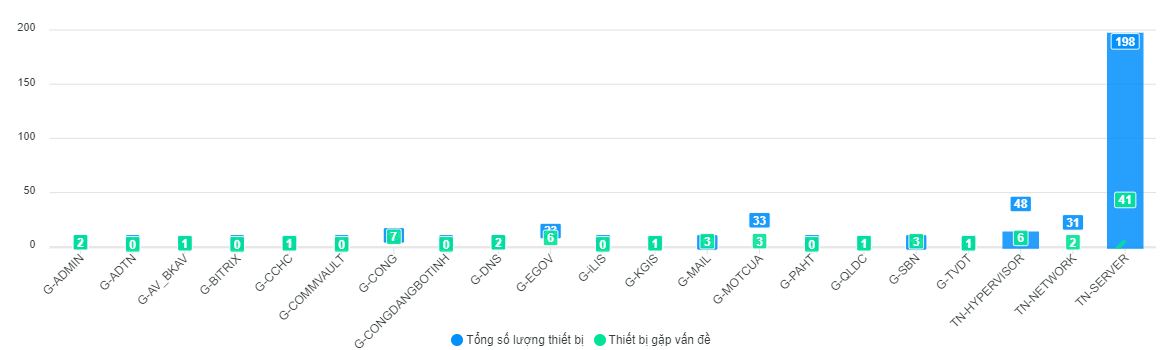 200
150
100
50
0
198
41
48
6
31
2
33
3
6
7
3
3
2
0
1
0
1
0
0
2
0
1
0
1
1
G-ADMIN
G-ADTN
G-AV_BKAV
G-BITRIX
G-CCHC
G-COMMVAULT
G-CONG
G-CONGDANGBOTINH
G-DNS
G-EGOV
G-ILIS
G-KGIS
G-MAIL
G-MOTCUA
G-PAHT
G-QLDC
G-SBN
G-TVDT
TN-HYPERVISOR
TN-NETWORK
TN-SERVER
Tổng số lượng thiết bị
Thiết bị gặp vấn đề